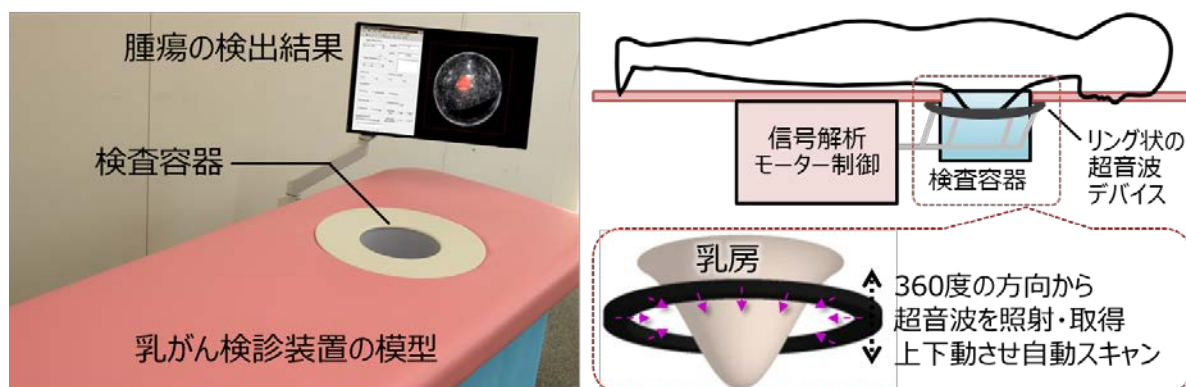 腫瘍の検出結果
検査容器
乳がん検診装置の模型
信号解析
モーター制御
検査容器
リング状の
超音波
デバイス
乳房
360度の方向から
超音波を照射・取得
上下動させ自動スキャン